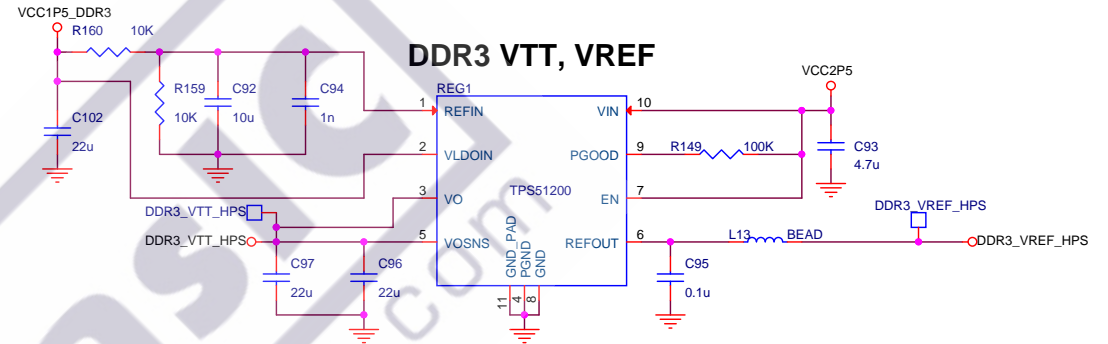 VCC1P5_DDR3
R160 10K
DDR3 VTT, VREF
VCC2P5
REG1
R159
10K
C92
10u
C94
1n
C102
22u
1 REFIN
2 VLDOIN
3 VO
5 VOSNS
TPS51200
VIN 10
PGOOD 9
EN 7
REFOUT 6
R149 100K
C93
4.7u
DDR3_VTT_HPS
DDR3_VTT_HPS
C97
22u
C96
22u
GND_PAD
PGND
GND
11
4
8
L13 BEAD
DDR3_VREF_HPS
DDR3_VREF_HPS
C95
0.1u
asic
com